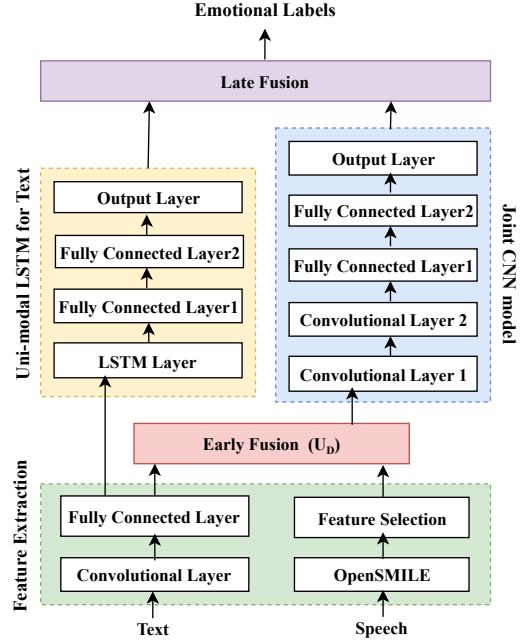 Emotional Labels
Late Fusion
Uni-modal LSTM for Text
Output Layer
Fully Connected Layer2
Fully Connected Layer1
LSTM Layer
Joint CNN model
Output Layer
Fully Connected Layer2
Fully Connected Layer1
Convolutional Layer 2
Convolutional Layer 1
Early Fusion (U_D)
Feature Extraction
Fully Connected Layer
Convolutional Layer
Feature Selection
OpenSMILE
Text
Speech